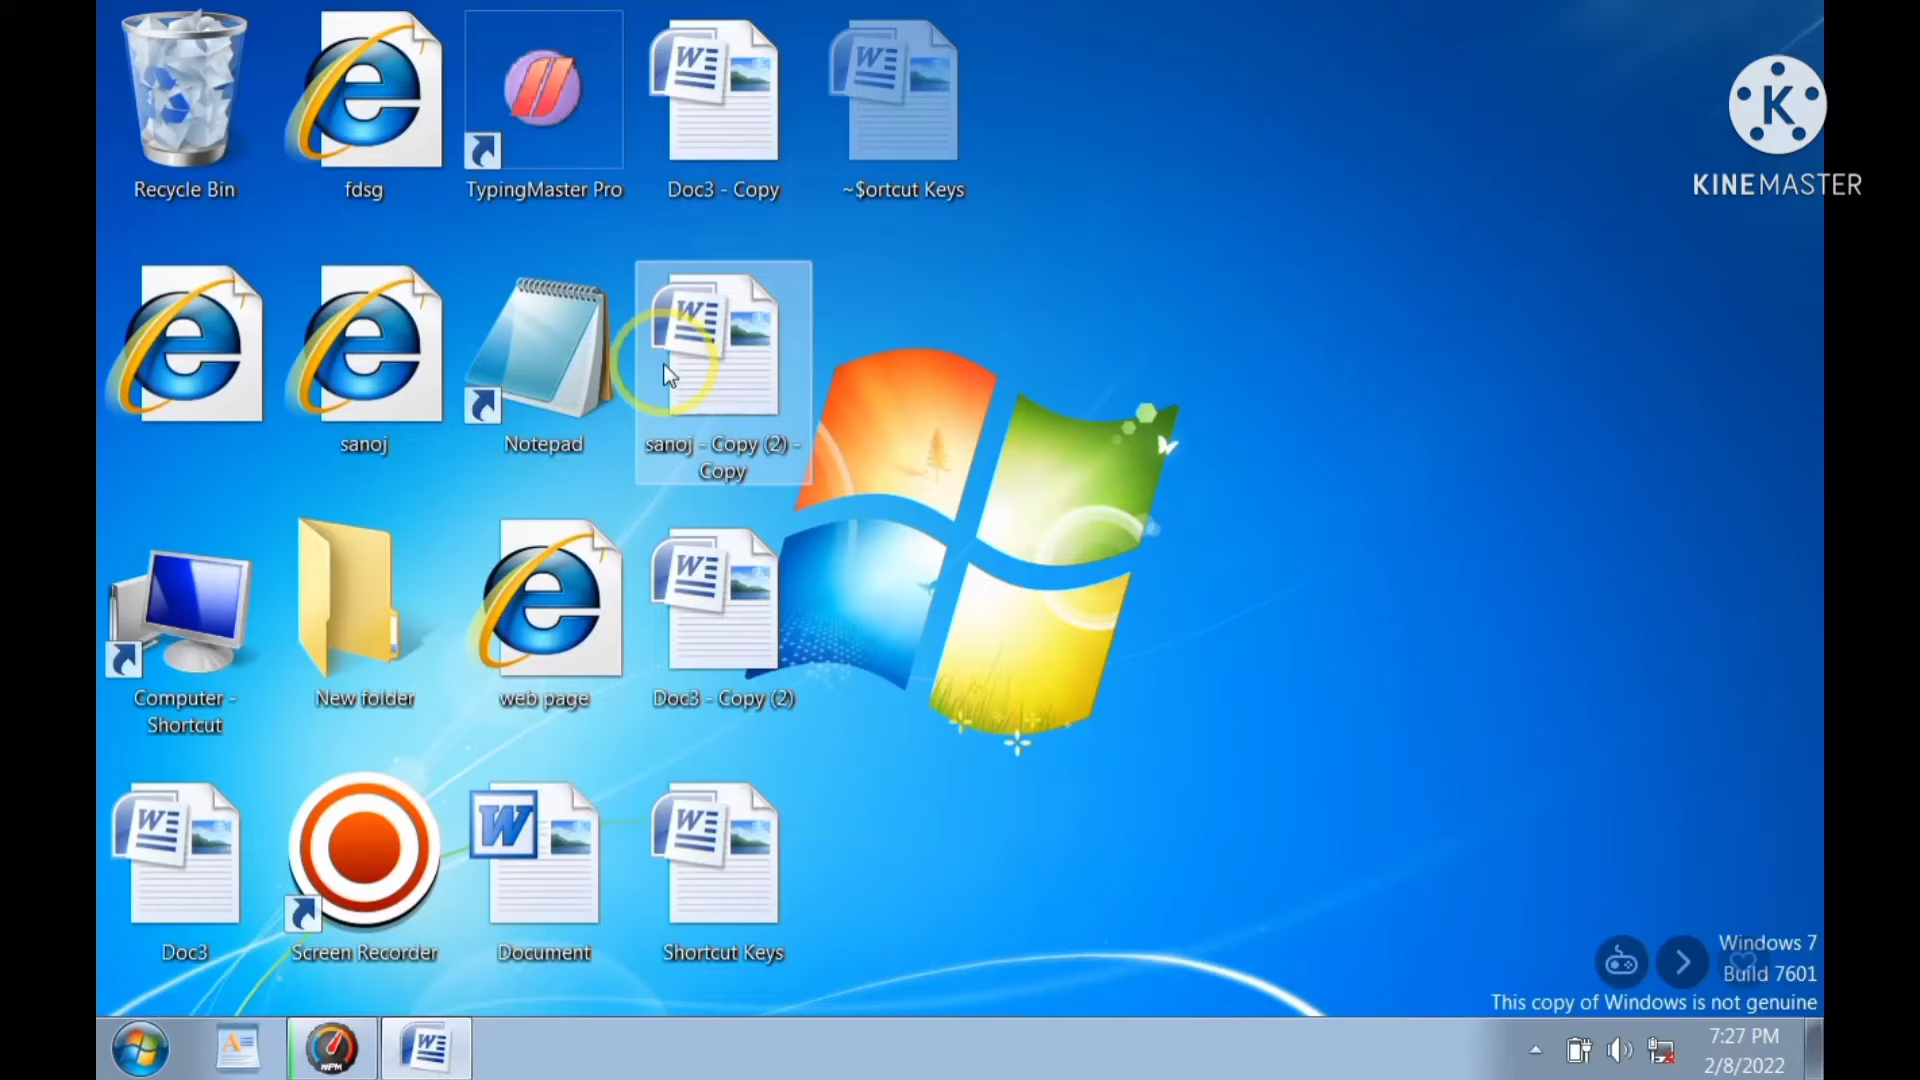 Recycle Bin
fdsg
TypingMaster Pro
Doc3 - Copy
~$ortcut Keys
K
KINEMASTER
sanoj
Notepad
sanoj - Copy (2) -
Copy
Computer -
Shortcut
New folder
web page
Doc3 - Copy (2)
Doc3
Screen Recorder
Document
Shortcut Keys
Windows 7
Build 7601
This copy of Windows is not genuine
WPM
7:27 PM
2/8/2022